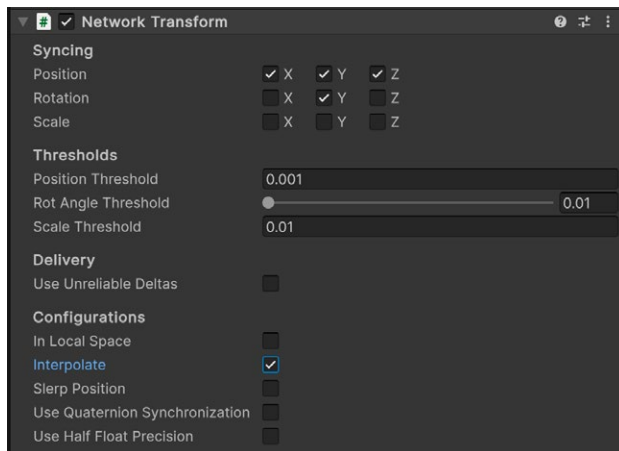 Network Transform
Syncing
Position X Y Z
Rotation X Y Z
Scale X Y Z
Thresholds
Position Threshold 0.001
Rot Angle Threshold 0.01
Scale Threshold 0.01
Delivery
Use Unreliable Deltas
Configurations
In Local Space
Interpolate
Slerp Position
Use Quaternion Synchronization
Use Half Float Precision